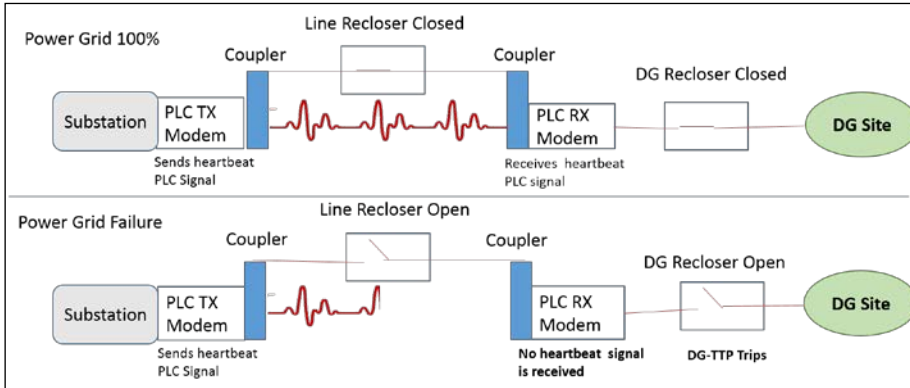 Power Grid 100%
Line Recloser Closed
Coupler
Coupler
DG Recloser Closed
Substation
PLC TX
Modem
PLC RX
Modem
DG Site
Sends heartbeat
PLC Signal
Receives heartbeat
PLC signal
Power Grid Failure
Line Recloser Open
Coupler
Coupler
DG Recloser Open
Substation
PLC TX
Modem
PLC RX
Modem
DG Site
Sends heartbeat
PLC Signal
No heartbeat signal
is received
DG-TTP Trips